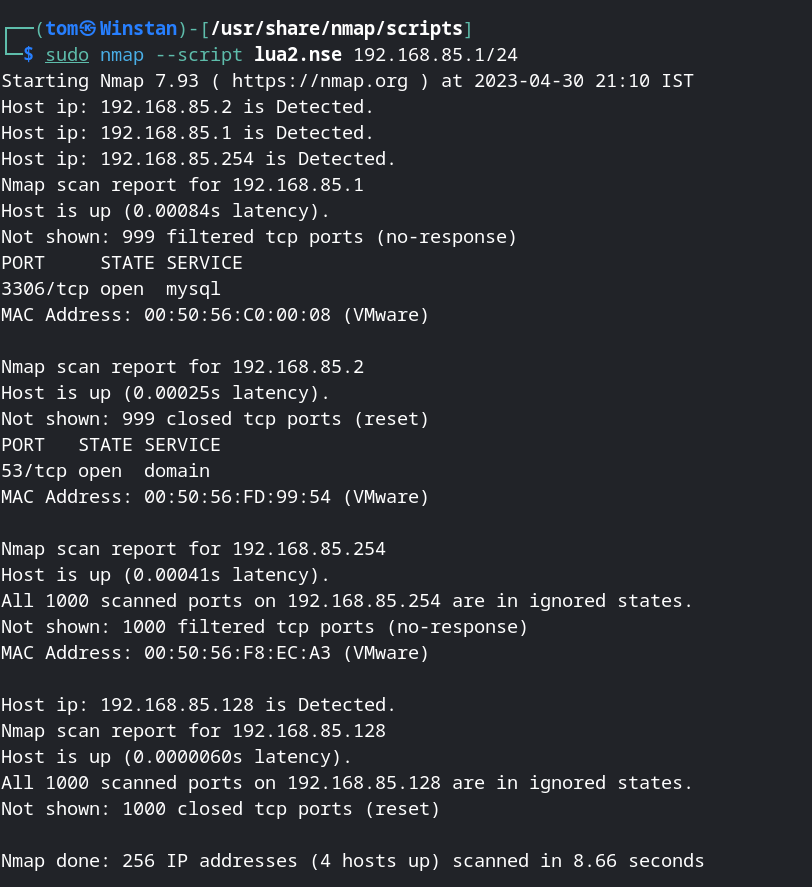 ┌──(tom㉿Winstan)-[/usr/share/nmap/scripts]
└─$ sudo nmap --script lua2.nse 192.168.85.1/24
Starting Nmap 7.93 ( https://nmap.org ) at 2023-04-30 21:10 IST
Host ip: 192.168.85.2 is Detected.
Host ip: 192.168.85.1 is Detected.
Host ip: 192.168.85.254 is Detected.
Nmap scan report for 192.168.85.1
Host is up (0.00084s latency).
Not shown: 999 filtered tcp ports (no-response)
PORT     STATE SERVICE
3306/tcp open  mysql
MAC Address: 00:50:56:C0:00:08 (VMware)

Nmap scan report for 192.168.85.2
Host is up (0.00025s latency).
Not shown: 999 closed tcp ports (reset)
PORT   STATE SERVICE
53/tcp open  domain
MAC Address: 00:50:56:FD:99:54 (VMware)

Nmap scan report for 192.168.85.254
Host is up (0.00041s latency).
All 1000 scanned ports on 192.168.85.254 are in ignored states.
Not shown: 1000 filtered tcp ports (no-response)
MAC Address: 00:50:56:F8:EC:A3 (VMware)

Host ip: 192.168.85.128 is Detected.
Nmap scan report for 192.168.85.128
Host is up (0.0000060s latency).
All 1000 scanned ports on 192.168.85.128 are in ignored states.
Not shown: 1000 closed tcp ports (reset)

Nmap done: 256 IP addresses (4 hosts up) scanned in 8.66 seconds